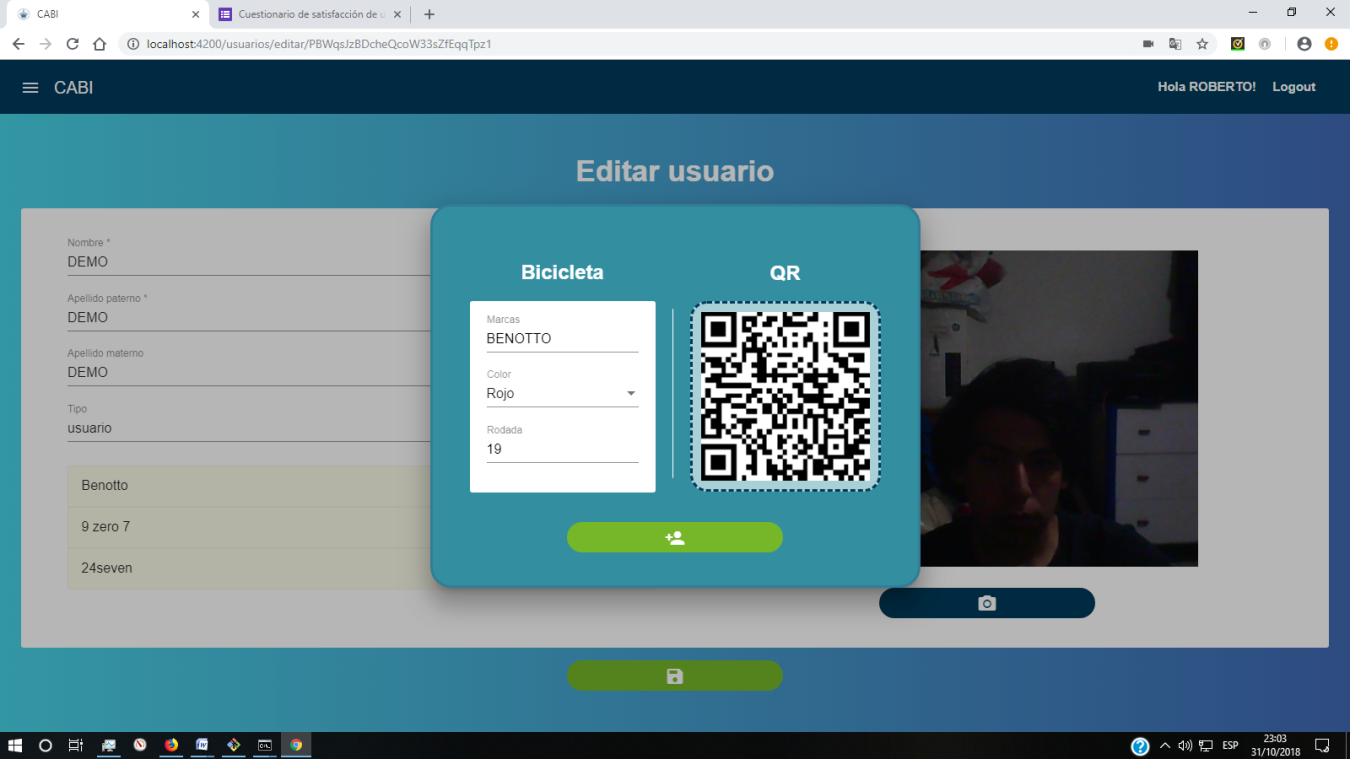 CABI
Cuestionario de satisfacción de u
localhost:4200/usuarios/editar/PBWqsJzBDcheQcoW33sZfEqqTpz1
CABI
Hola ROBERTO! Logout
Editar usuario
Nombre *
DEMO
Apellido paterno *
DEMO
Apellido materno
DEMO
Tipo
usuario
Benotto
9 zero 7
24seven
Bicicleta
Marcas
BENOTTO
Color
Rojo
Rodada
19
QR
ESP
23:03
31/10/2018